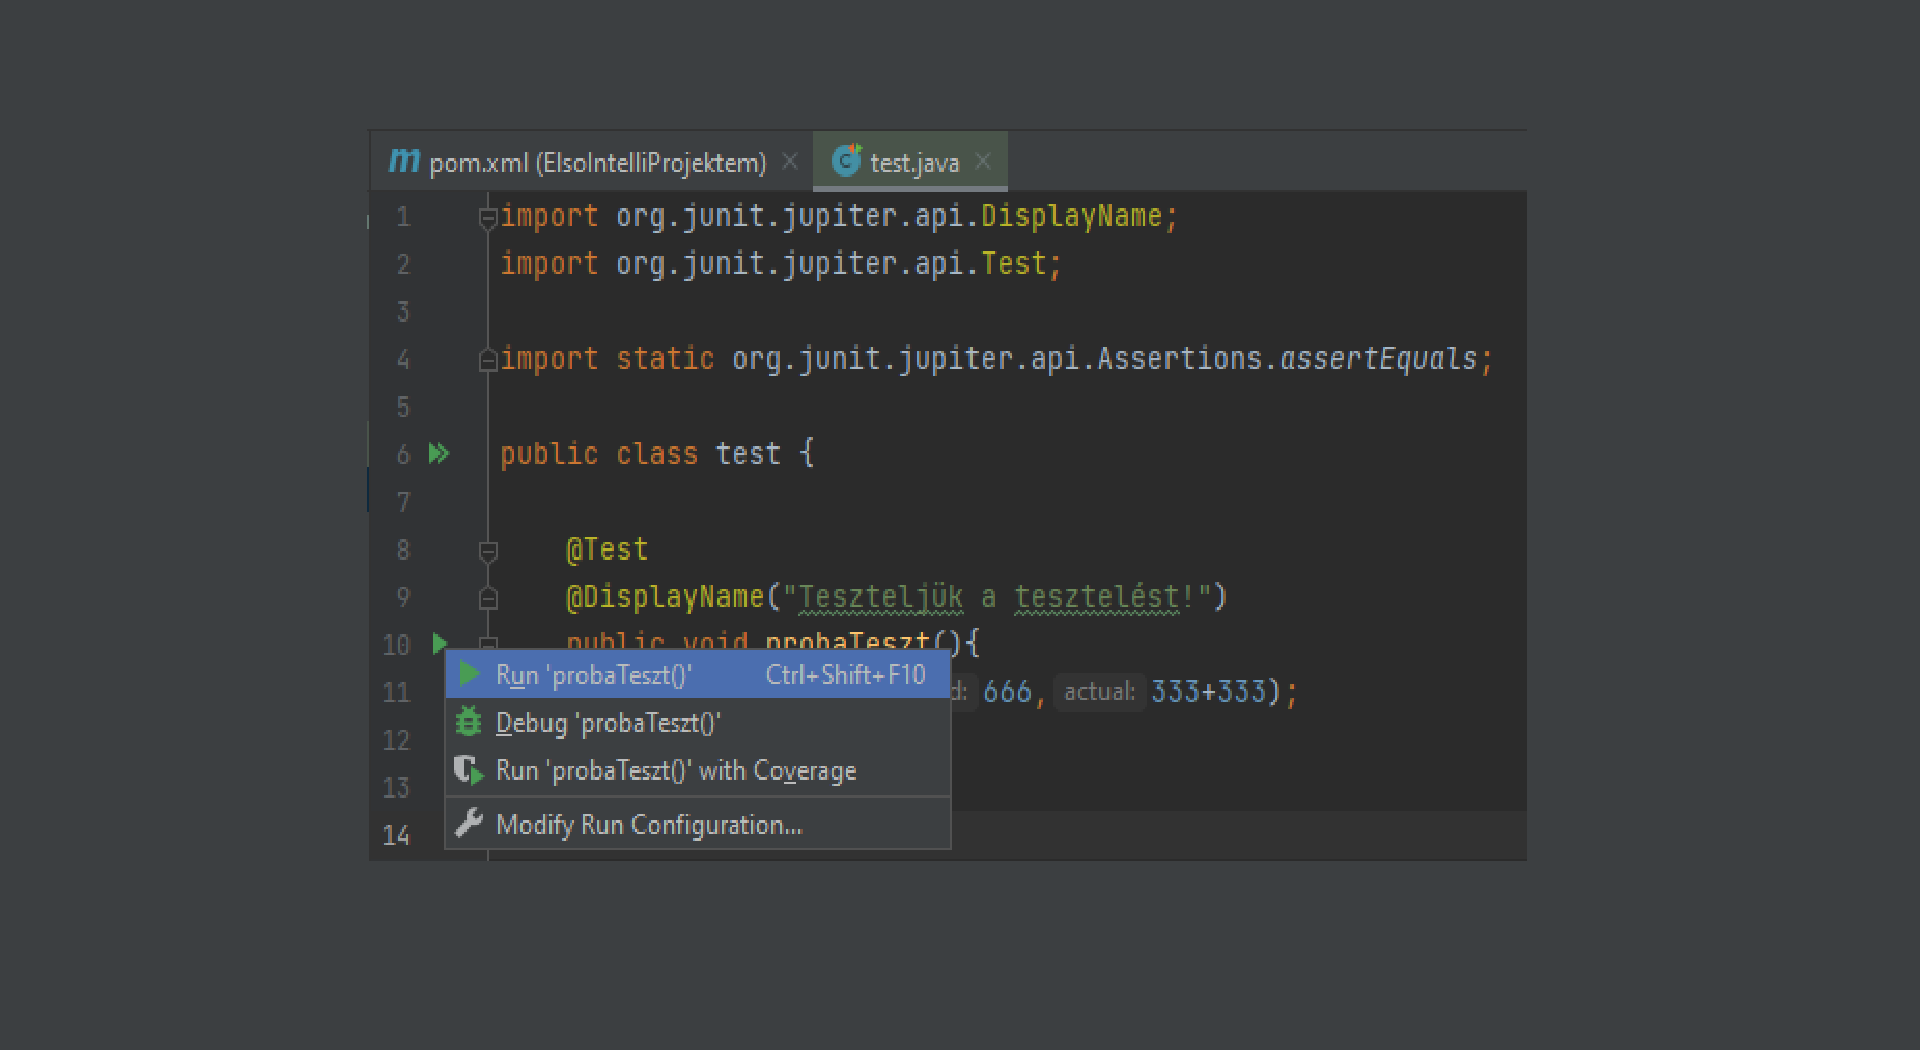 m pom.xml (ElsoIntelliProjektem) × C test.java ×
1 import org.junit.jupiter.api.DisplayName;
2 import org.junit.jupiter.api.Test;
3
4 import static org.junit.jupiter.api.Assertions.assertEquals;
5
6 public class test {
7
8 @Test
9 @DisplayName("Teszteljük a tesztelést!")
10 public void probaTeszt(){
Run 'probaTeszt()' Ctrl+Shift+F10
11 d: 666, actual: 333+333);
Debug 'probaTeszt()'
12
Run 'probaTeszt()' with Coverage
13
Modify Run Configuration...
14